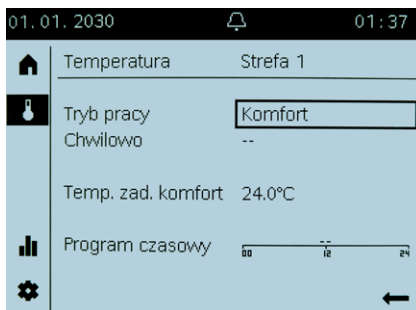 01. 01. 2030 01:37
Temperatura Strefa 1
Tryb pracy Komfort
Chwilowo --
Temp. zad. komfort 24.0°C
Program czasowy --
00 12 24